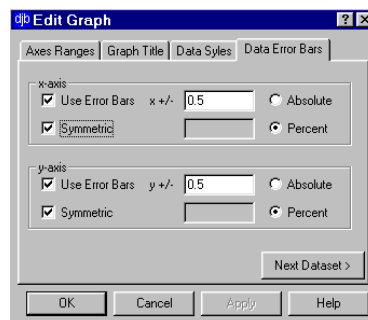 djb Edit Graph ? ×
Axes Ranges Graph Title Data Syles Data Error Bars
x-axis
Use Error Bars x +/- 0.5 Absolute
Symmetric Percent
y-axis
Use Error Bars y +/- 0.5 Absolute
Symmetric Percent
Next Dataset >
OK Cancel Apply Help